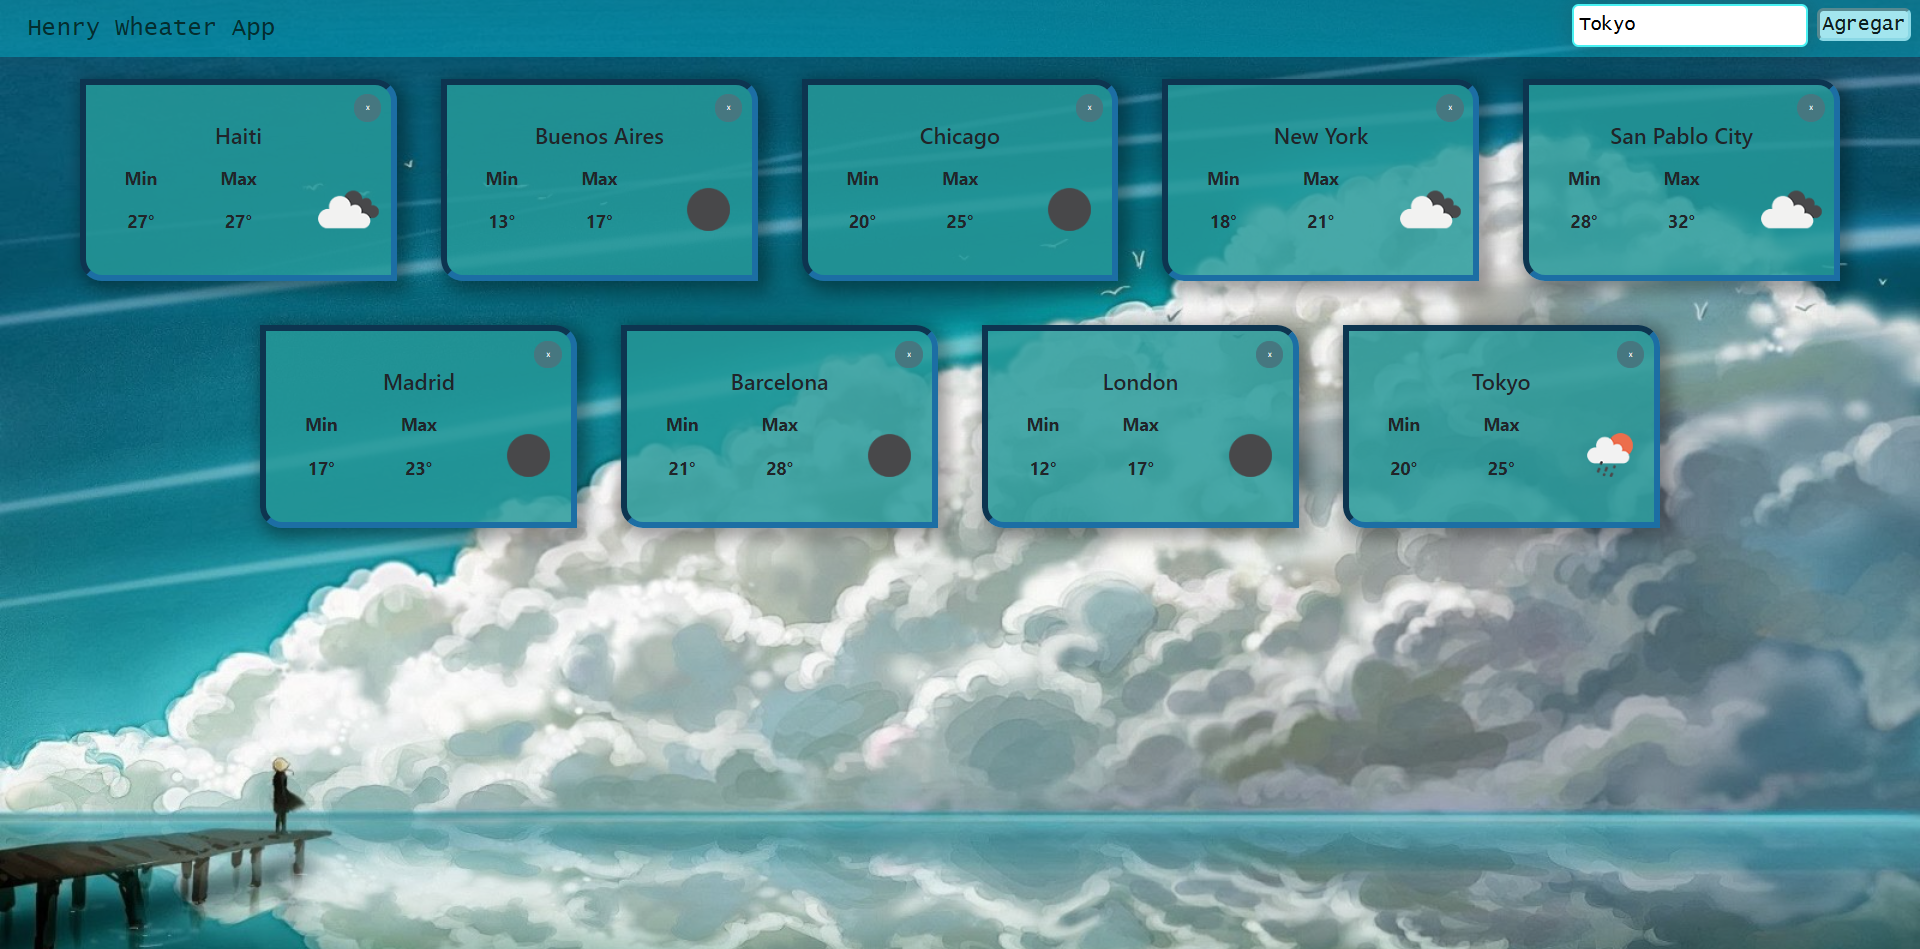 Henry Wheater App
Tokyo
Agregar
x
Haiti
Min Max
27° 27°
x
Buenos Aires
Min Max
13° 17°
x
Chicago
Min Max
20° 25°
x
New York
Min Max
18° 21°
x
San Pablo City
Min Max
28° 32°
x
Madrid
Min Max
17° 23°
x
Barcelona
Min Max
21° 28°
x
London
Min Max
12° 17°
x
Tokyo
Min Max
20° 25°